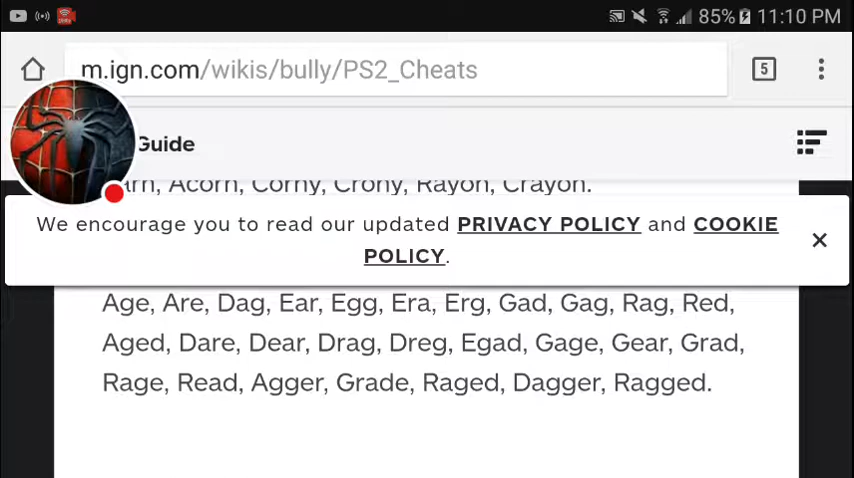 85% 11:10 PM
m.ign.com/wikis/bully/PS2_Cheats
5
Guide
Acorn, Corny, Crony, Rayon, Crayon.
We encourage you to read our updated PRIVACY POLICY and COOKIE
POLICY.
Age, Are, Dag, Ear, Egg, Era, Erg, Gad, Gag, Rag, Red,
Aged, Dare, Dear, Drag, Dreg, Egad, Gage, Gear, Grad,
Rage, Read, Agger, Grade, Raged, Dagger, Ragged.